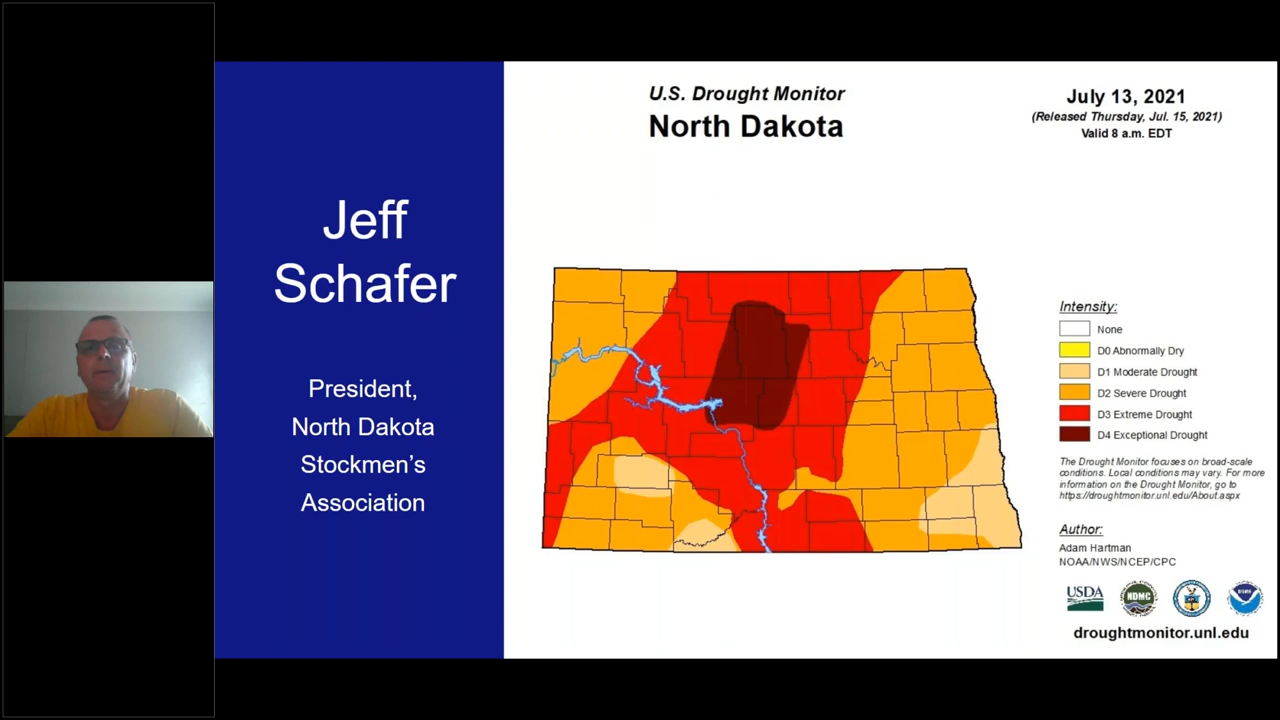 Jeff
Schafer
President,
North Dakota
Stockmen's
Association
U.S. Drought Monitor
North Dakota
July 13, 2021
(Released Thursday, Jul. 15, 2021)
Valid 8 a.m. EDT
Intensity:
None
D0 Abnormally Dry
D1 Moderate Drought
D2 Severe Drought
D3 Extreme Drought
D4 Exceptional Drought
The Drought Monitor focuses on broad-scale
conditions. Local conditions may vary. For more
information on the Drought Monitor, go to
https://droughtmonitor.unl.edu/About.aspx
Author:
Adam Hartman
NOAA/NWS/NCEP/CPC
USDA
NDMC
droughtmonitor.unl.edu